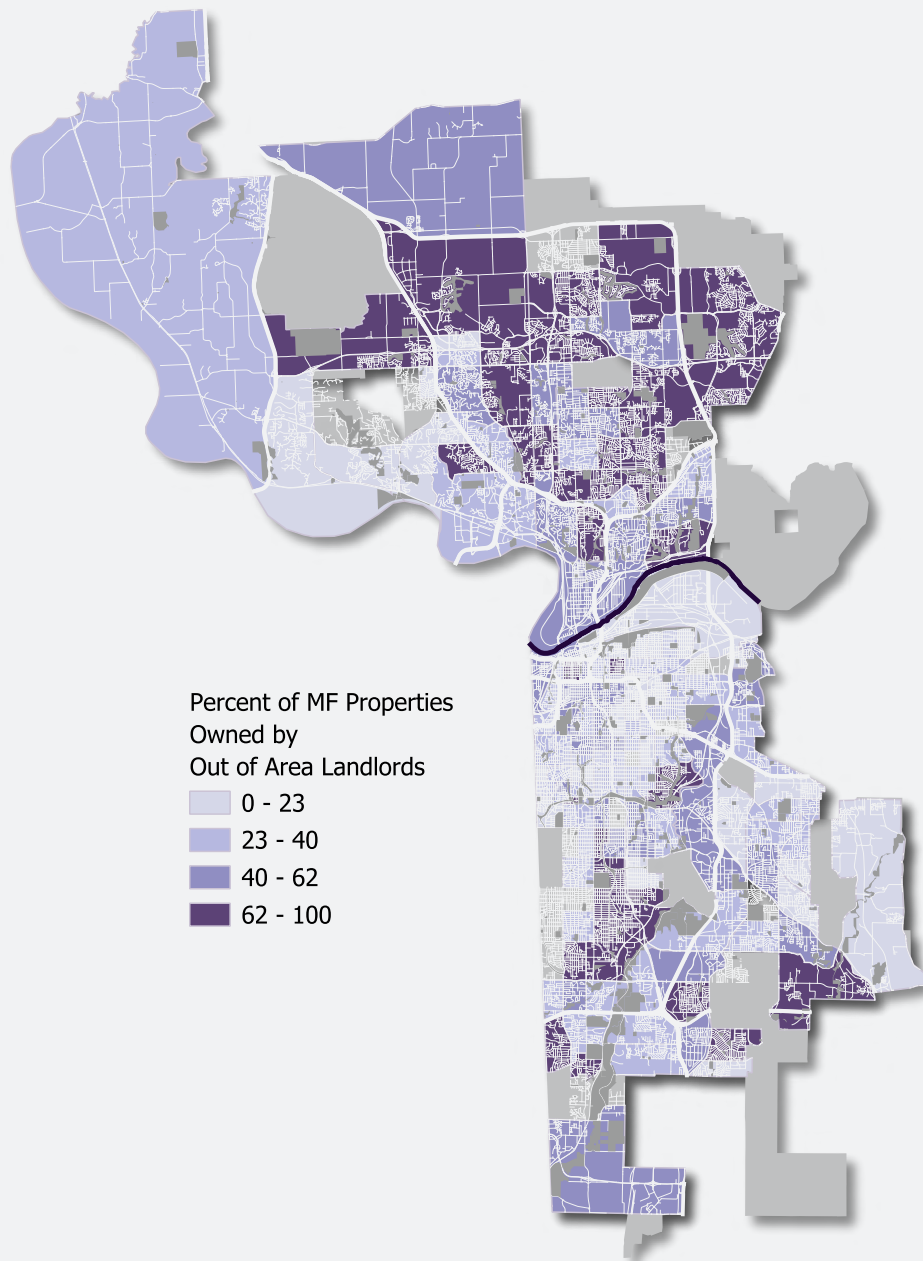 Percent of MF Properties
Owned by
Out of Area Landlords
0 - 23
23 - 40
40 - 62
62 - 100